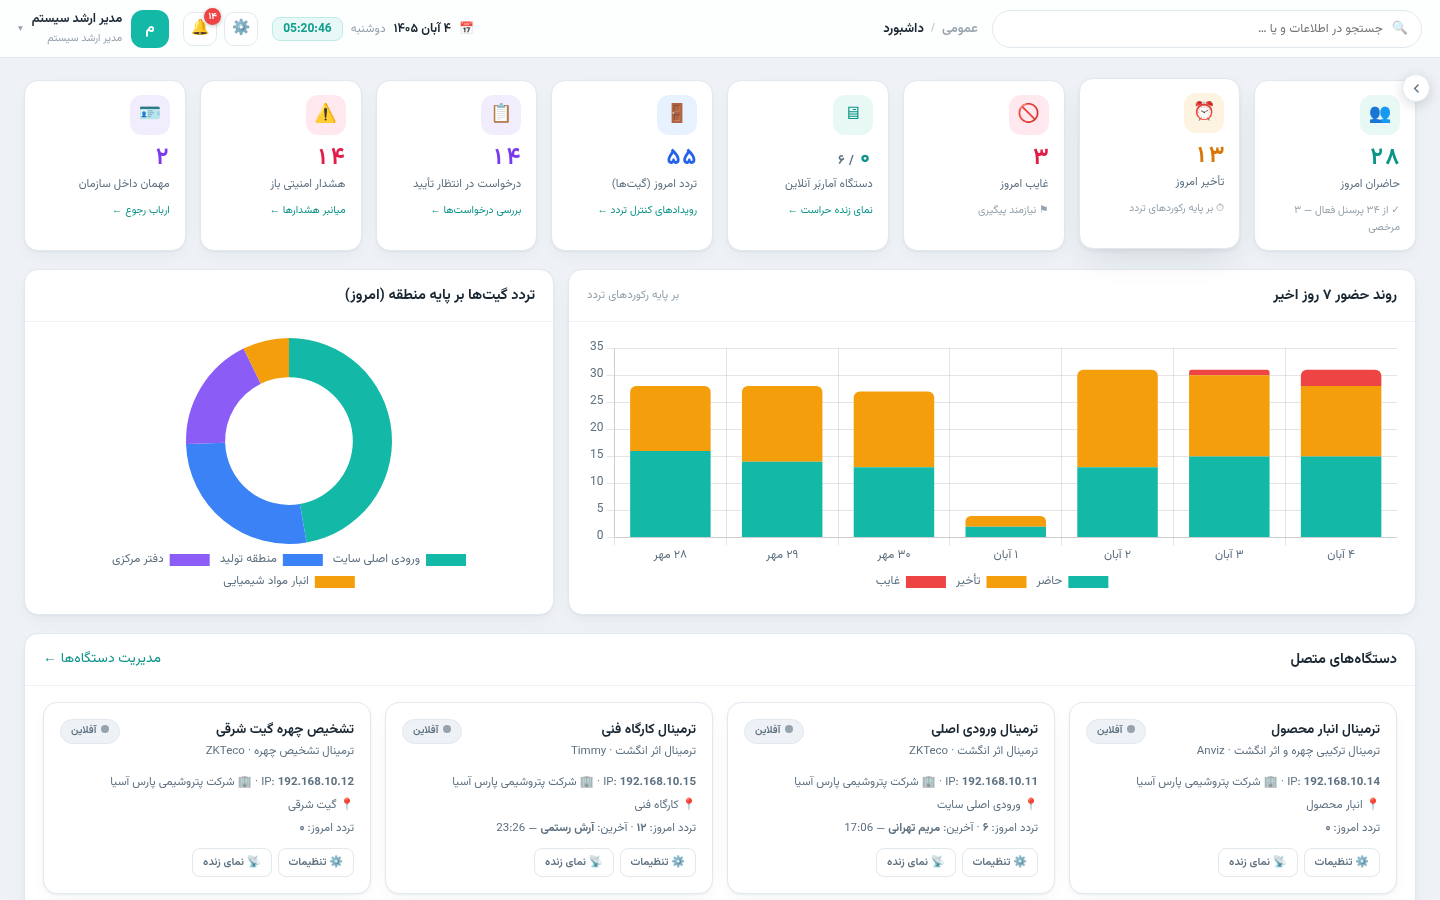 جستجو در اطلاعات و یا ...
عمومی / داشبورد
۴ آبان ۱۴۰۵ دوشنبه
05:20:46
۱۴
م
مدیر ارشد سیستم
مدیر ارشد سیستم
۲۸
حاضران امروز
✓ از ۳۴ پرسنل فعال — ۳
مرخصی
۱۳
تأخیر امروز
⏱ بر پایه رکوردهای تردد
۳
غایب امروز
⚑ نیازمند پیگیری
۰ / ۶
دستگاه آماربَر آنلاین
نمای زنده حراست ←
۵۵
تردد امروز (گیت‌ها)
رویدادهای کنترل تردد ←
۱۴
درخواست در انتظار تأیید
بررسی درخواست‌ها ←
۱۴
هشدار امنیتی باز
میانبر هشدارها ←
۲
مهمان داخل سازمان
ارباب رجوع ←
روند حضور ۷ روز اخیر
بر پایه رکوردهای تردد
35
30
25
20
15
10
5
0
۲۸ مهر
۲۹ مهر
۳۰ مهر
۱ آبان
۲ آبان
۳ آبان
۴ آبان
حاضر
تأخیر
غایب
تردد گیت‌ها بر پایه منطقه (امروز)
ورودی اصلی سایت
منطقه تولید
دفتر مرکزی
انبار مواد شیمیایی
دستگاه‌های متصل
مدیریت دستگاه‌ها ←
ترمینال انبار محصول
آفلاین
ترمینال ترکیبی چهره و اثر انگشت · Anviz
🏢 شرکت پتروشیمی پارس آسیا · IP: 192.168.10.14
انبار محصول
تردد امروز: ۰
تنظیمات
نمای زنده
ترمینال ورودی اصلی
آفلاین
ترمینال اثر انگشت · ZKTeco
🏢 شرکت پتروشیمی پارس آسیا · IP: 192.168.10.11
ورودی اصلی سایت
تردد امروز: ۶ · آخرین: مریم تهرانی — 17:06
تنظیمات
نمای زنده
ترمینال کارگاه فنی
آفلاین
ترمینال اثر انگشت · Timmy
🏢 شرکت پتروشیمی پارس آسیا · IP: 192.168.10.15
کارگاه فنی
تردد امروز: ۱۲ · آخرین: آرش رستمی — 23:26
تنظیمات
نمای زنده
تشخیص چهره گیت شرقی
آفلاین
ترمینال تشخیص چهره · ZKTeco
🏢 شرکت پتروشیمی پارس آسیا · IP: 192.168.10.12
گیت شرقی
تردد امروز: ۰
تنظیمات
نمای زنده